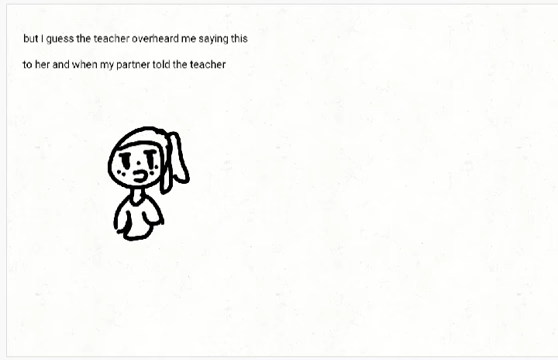 but I guess the teacher overheard me saying this
to her and when my partner told the teacher